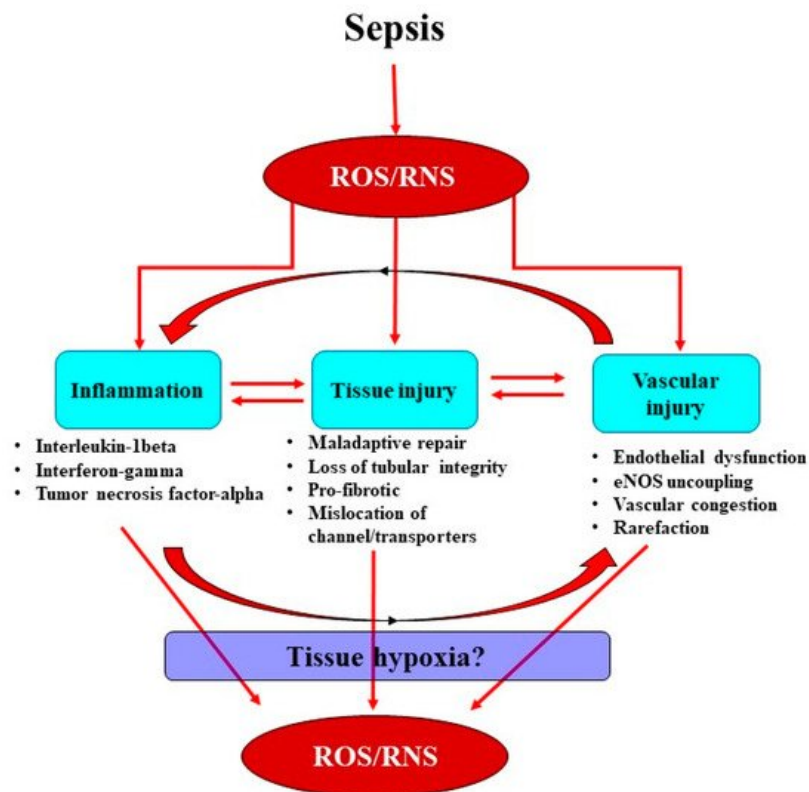 Sepsis
ROS/RNS
Inflammation
• Interleukin-1beta
• Interferon-gamma
• Tumor necrosis factor-alpha
Tissue injury
• Maladaptive repair
• Loss of tubular integrity
• Pro-fibrotic
• Mislocation of
channel/transporters
Vascular
injury
• Endothelial dysfunction
• eNOS uncoupling
• Vascular congestion
• Rarefaction
Tissue hypoxia?
ROS/RNS